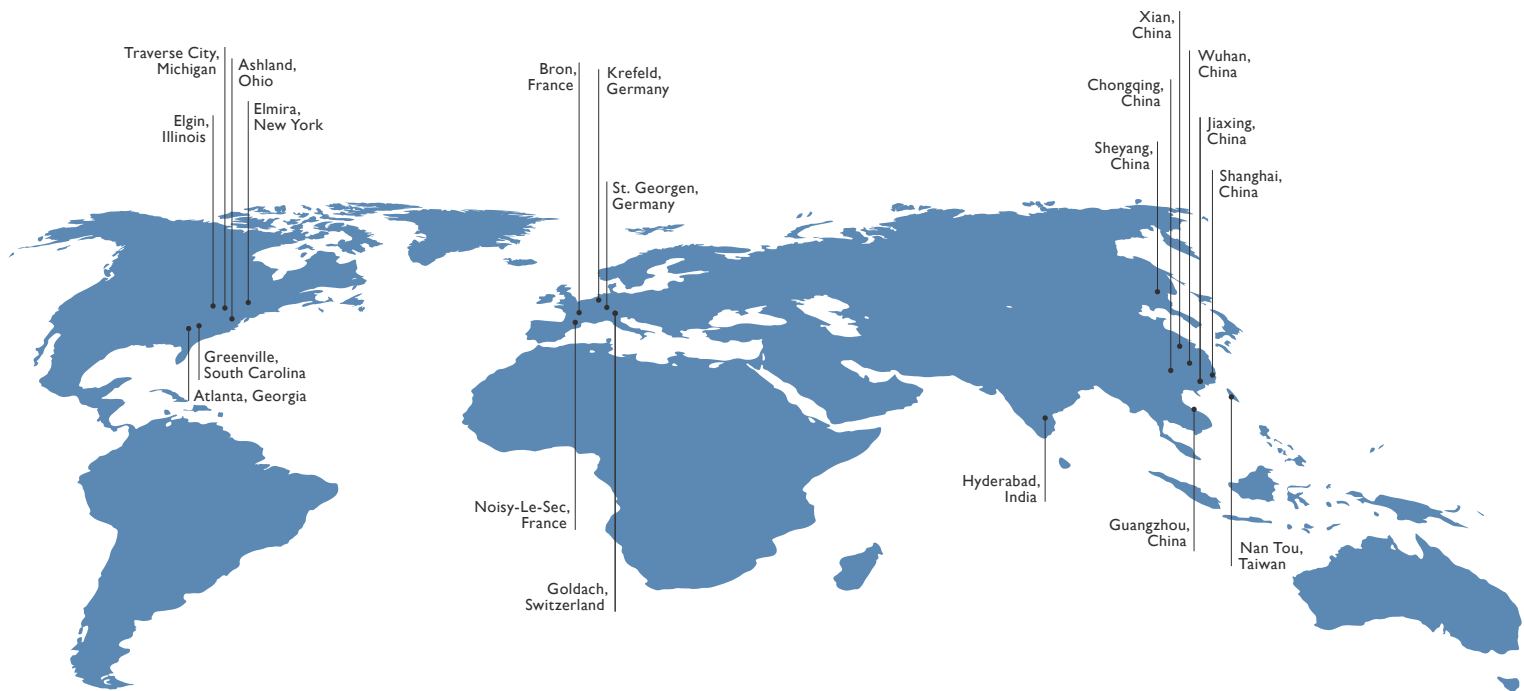 Traverse City,
Michigan
Ashland,
Ohio
Elgin,
Illinois
Elmira,
New York
Greenville,
South Carolina
Atlanta, Georgia
Bron,
France
Krefeld,
Germany
St. Georgen,
Germany
Noisy-Le-Sec,
France
Goldach,
Switzerland
Xian,
China
Wuhan,
China
Chongqing,
China
Jiaxing,
China
Sheyang,
China
Shanghai,
China
Hyderabad,
India
Guangzhou,
China
Nan Tou,
Taiwan